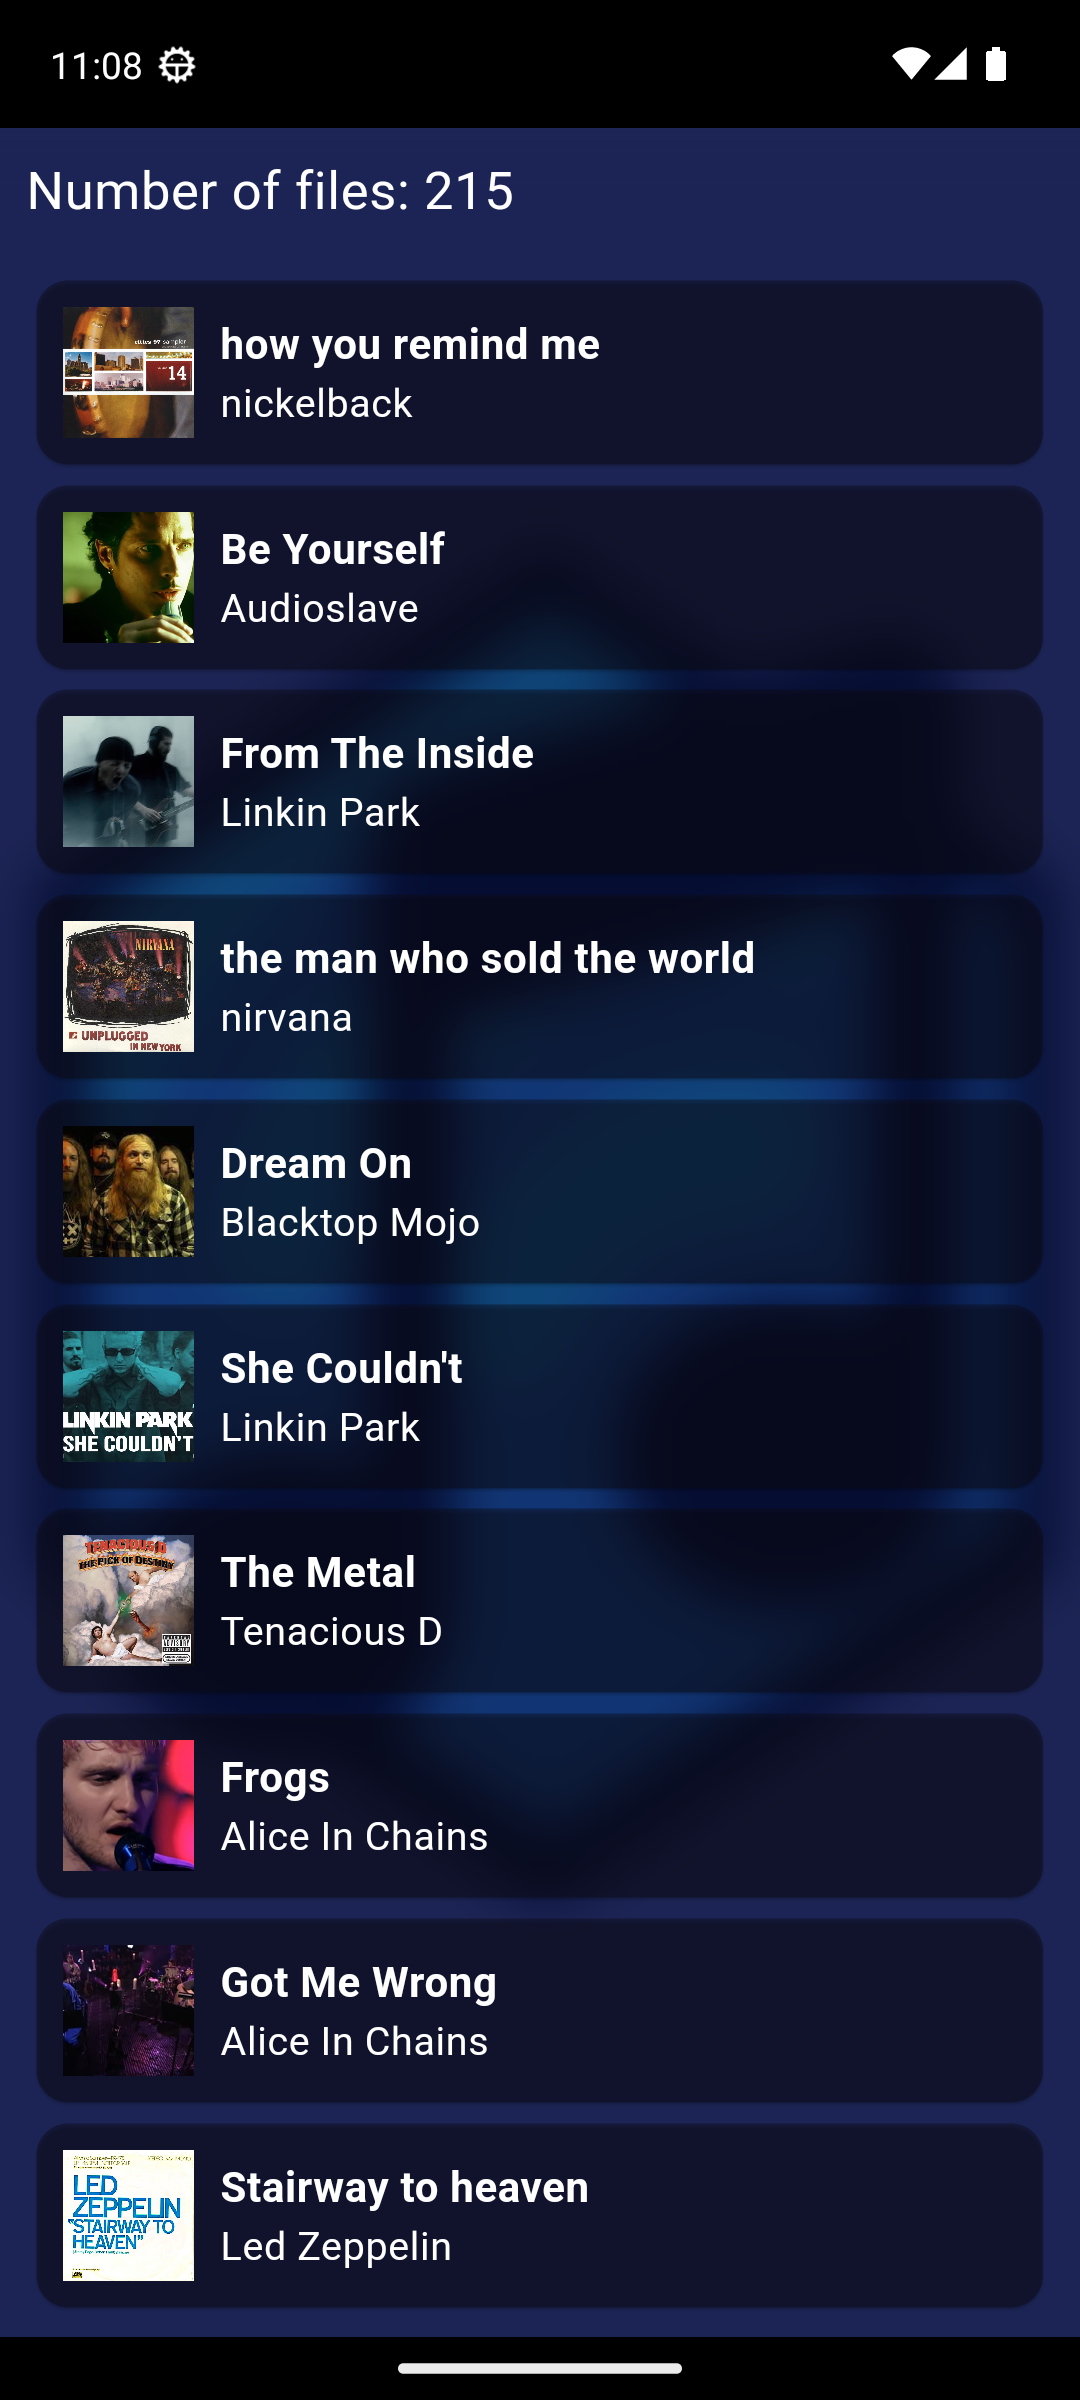 11:08
Number of files: 215
cities 97 sampler
14
how you remind me
nickelback
Be Yourself
Audioslave
From The Inside
Linkin Park
NIRVANA
UNPLUGGED
IN NEW YORK
the man who sold the world
nirvana
Dream On
Blacktop Mojo
LINKIN PARK
SHE COULDN'T
She Couldn't
Linkin Park
TENACIOUS D
THE PICK OF DESTINY
The Metal
Tenacious D
Frogs
Alice In Chains
Got Me Wrong
Alice In Chains
LED
ZEPPELIN
"STAIRWAY TO
HEAVEN"
Stairway to heaven
Led Zeppelin